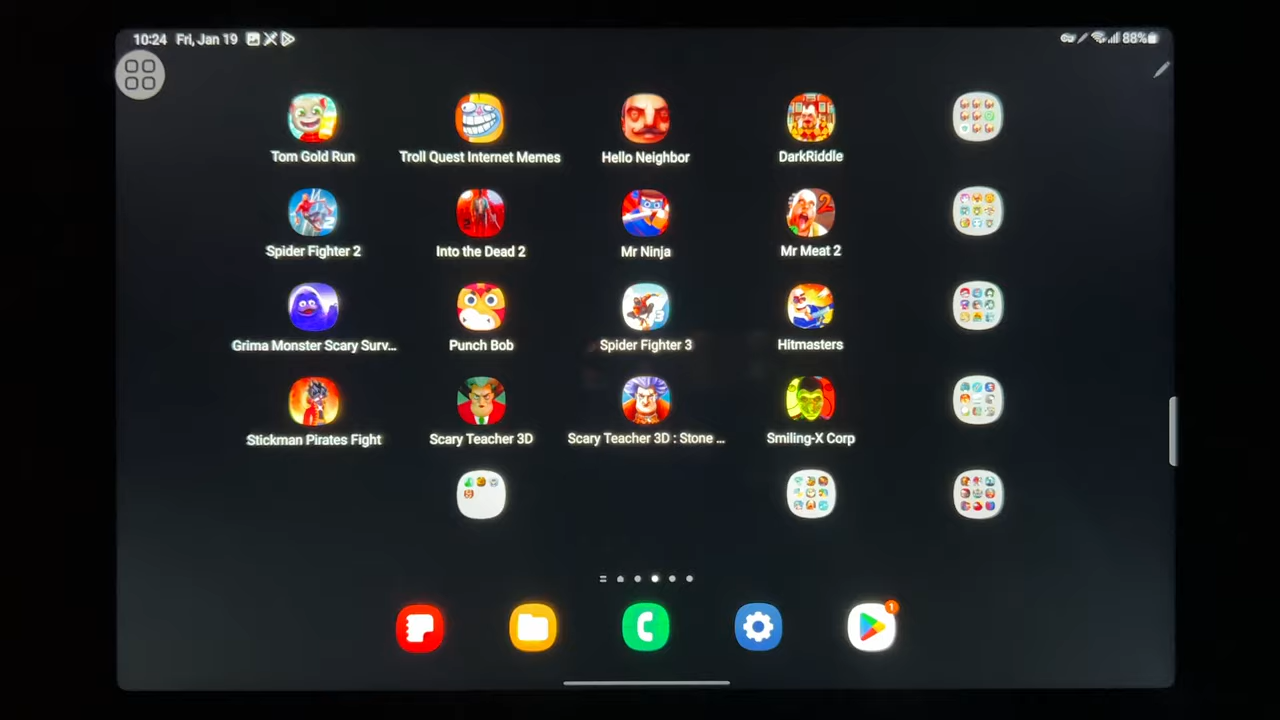 10:24 Fri, Jan 19
88%
Tom Gold Run
Troll Quest Internet Memes
Hello Neighbor
DarkRiddle
Spider Fighter 2
Into the Dead 2
Mr Ninja
Mr Meat 2
Grima Monster Scary Surv...
Punch Bob
Spider Fighter 3
Hitmasters
Stickman Pirates Fight
Scary Teacher 3D
Scary Teacher 3D : Stone ...
Smiling-X Corp
1